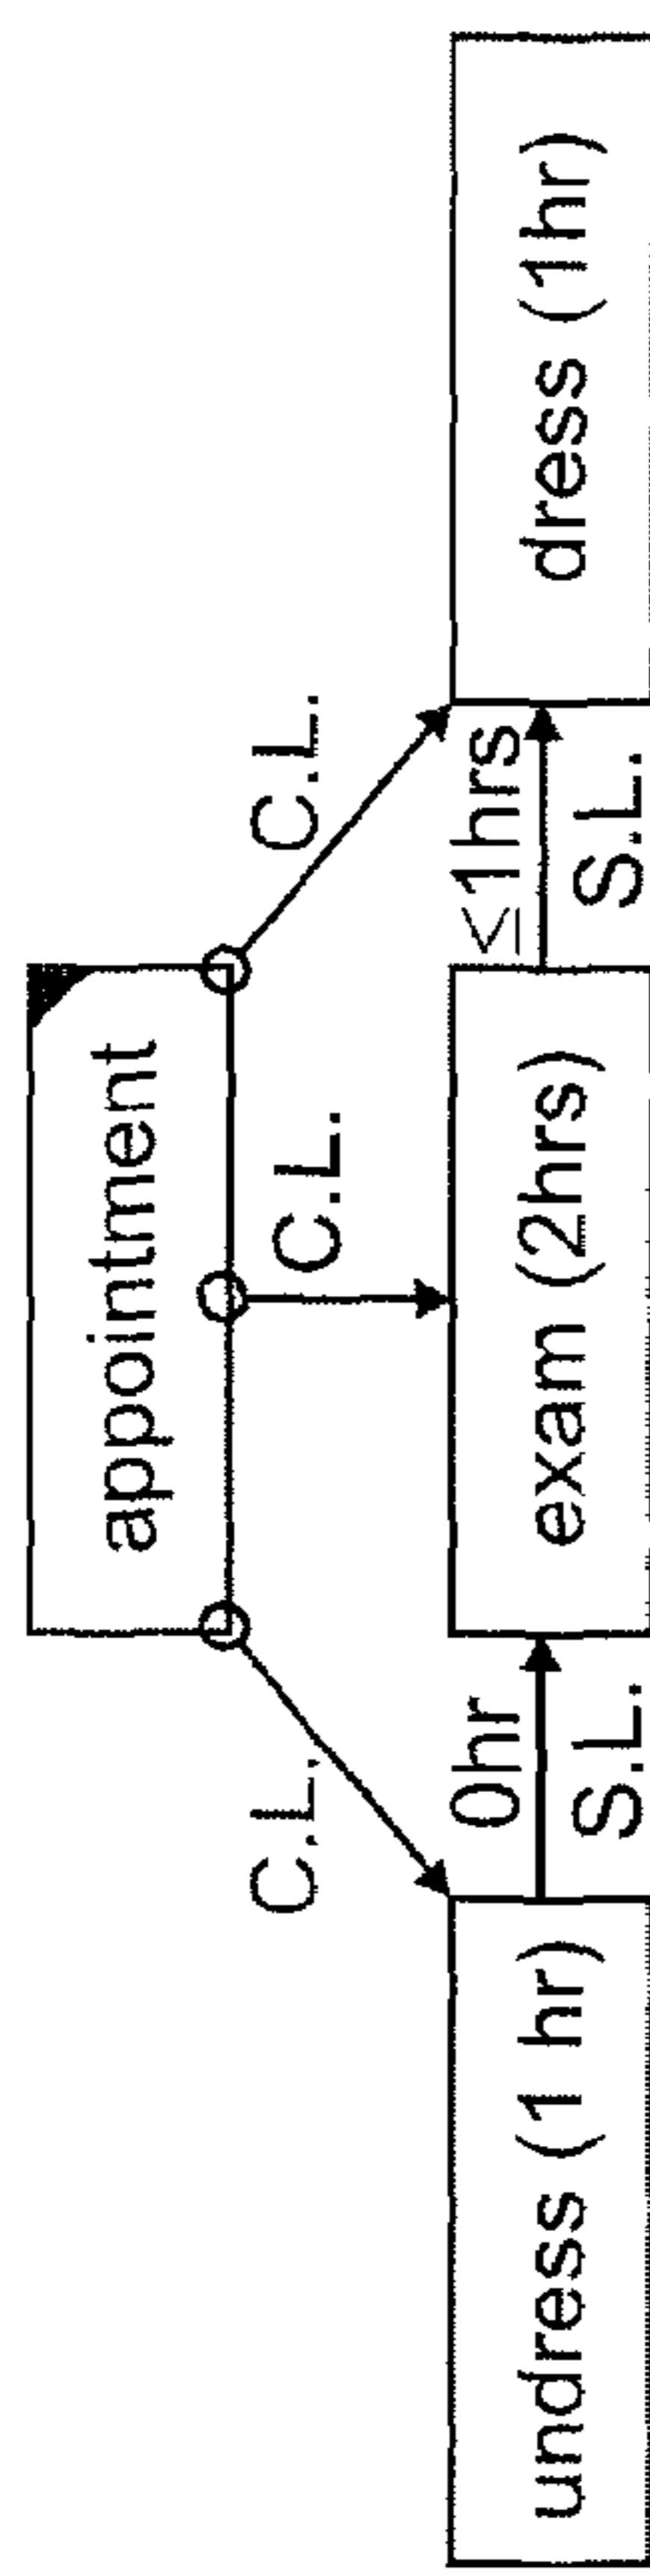 appointment
C.L.
C.L.
C.L.
undress (1 hr)
0hr
S.L.
exam (2hrs)
≤1hrs
S.L.
dress (1hr)